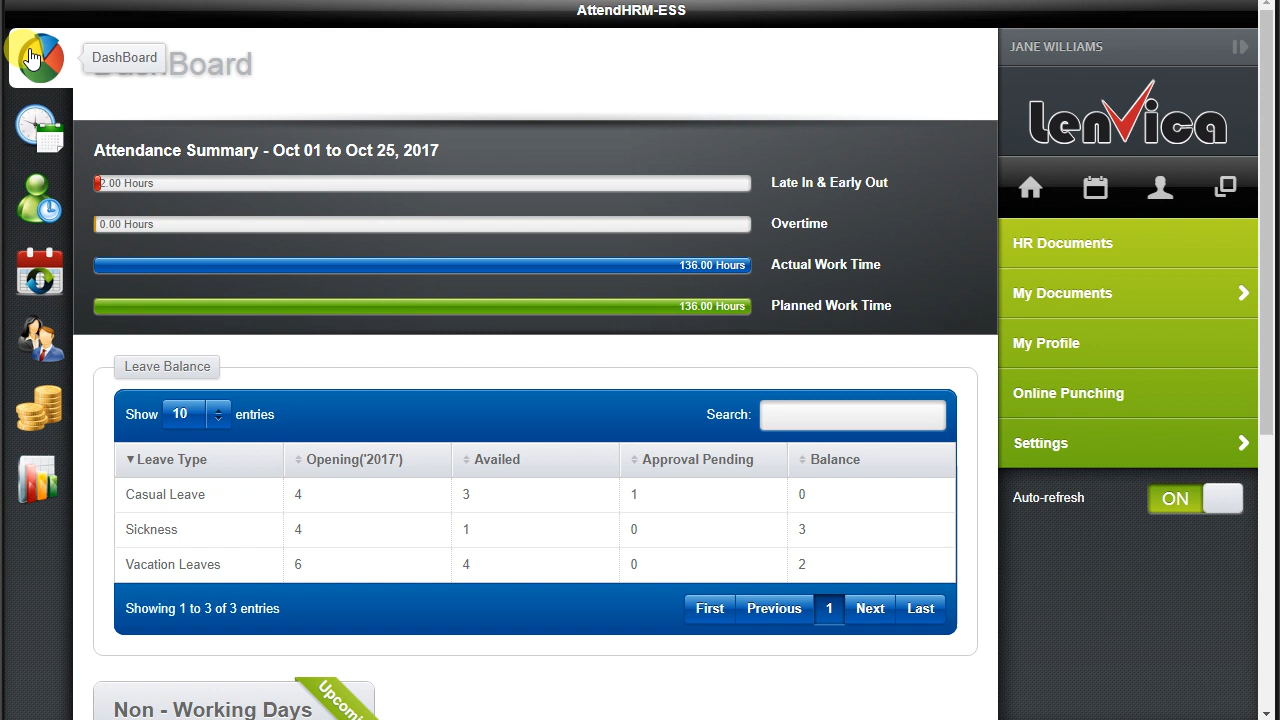 AttendHRM-ESS
DashBoard
DashBoard
JANE WILLIAMS
lenvica
Attendance Summary - Oct 01 to Oct 25, 2017
2.00 Hours
Late In & Early Out
0.00 Hours
Overtime
136.00 Hours
Actual Work Time
136.00 Hours
Planned Work Time
HR Documents
My Documents
My Profile
Online Punching
Settings
Auto-refresh ON
Leave Balance
Show 10 entries
Search:
Leave Type Opening('2017') Availed Approval Pending Balance
Casual Leave 4 3 1 0
Sickness 4 1 0 3
Vacation Leaves 6 4 0 2
Showing 1 to 3 of 3 entries
First Previous 1 Next Last
Non - Working Days